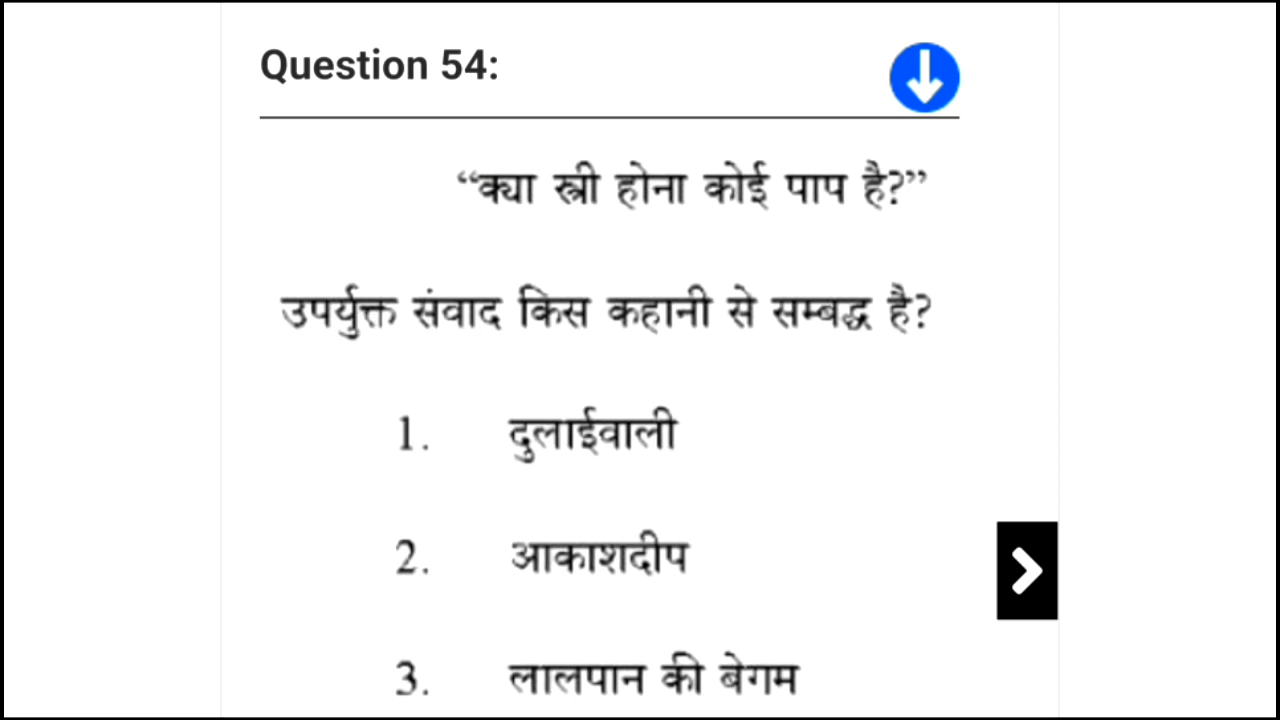 Question 54:
“क्या स्त्री होना कोई पाप है?”
उपर्युक्त संवाद किस कहानी से सम्बद्ध है?
1. दुलाईवाली
2. आकाशदीप
3. लालपान की बेगम